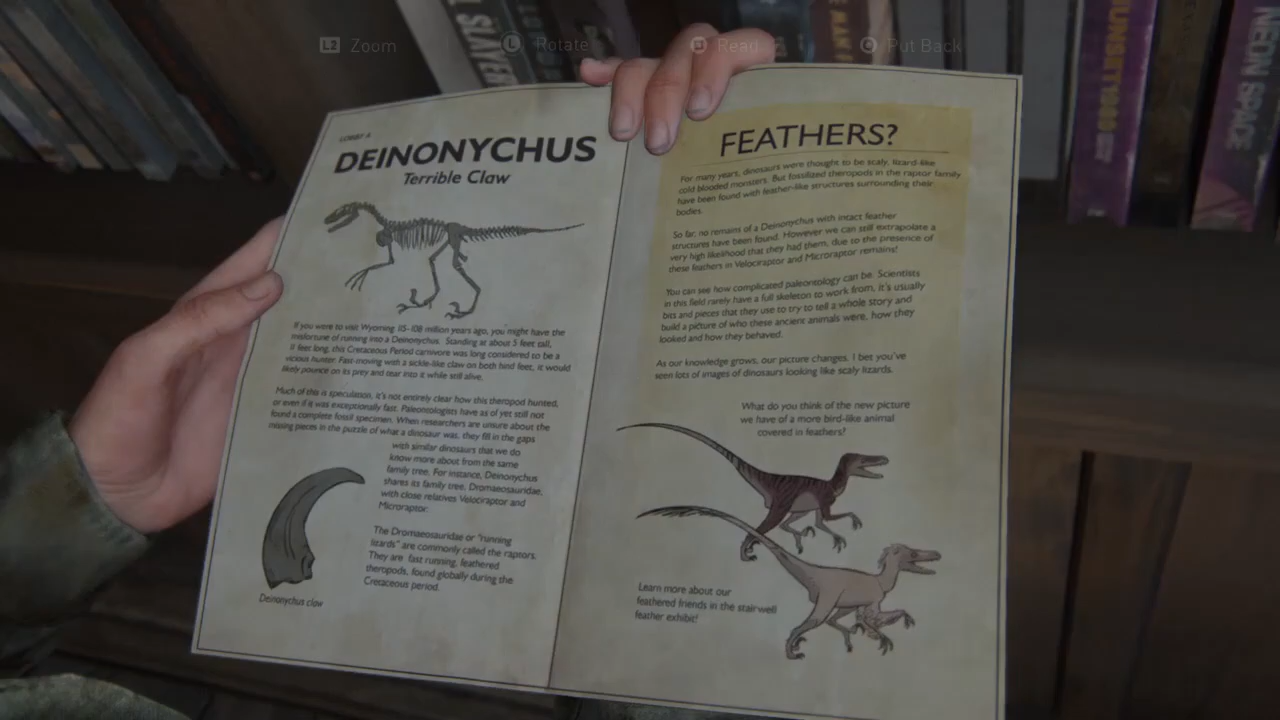 L2 Zoom
L Rotate
Read
Put Back
SLAYER
SUNSET 1989
NEON SPACE
LOBBY A
DEINONYCHUS
Terrible Claw
If you were to visit Wyoming 115-108 million years ago, you might have the
misfortune of running into a Deinonychus. Standing at about 5 feet tall,
11 feet long, this Cretaceous Period carnivore was long considered to be a
vicious hunter. Fast-moving with a sickle-like claw on both hind feet, it would
likely pounce on its prey and tear into it while still alive.
Much of this is speculation, it's not entirely clear how this theropod hunted,
or even if it was exceptionally fast. Paleontologists have as of yet still not
found a complete fossil specimen. When researchers are unsure about the
missing pieces in the puzzle of what a dinosaur was, they fill in the gaps
with similar dinosaurs that we do
know more about from the same
family tree. For instance, Deinonychus
shares its family tree, Dromaeosauridae,
with close relatives Velociraptor and
Microraptor.
The Dromaeosauridae or "running
lizards" are commonly called the raptors.
They are fast running, feathered
theropods, found globally during the
Cretaceous period.
Deinonychus claw
FEATHERS?
For many years, dinosaurs were thought to be scaly, lizard-like
cold blooded monsters. But fossilized theropods in the raptor family
have been found with feather-like structures surrounding their
bodies.
So far, no remains of a Deinonychus with intact feather
structures have been found. However we can still extrapolate a
very high likelihood that they had them, due to the presence of
these feathers in Velociraptor and Microraptor remains!
You can see how complicated paleontology can be. Scientists
in this field rarely have a full skeleton to work from, it's usually
bits and pieces that they use to try to tell a whole story and
build a picture of who these ancient animals were, how they
looked and how they behaved.
As our knowledge grows, our picture changes. I bet you've
seen lots of images of dinosaurs looking like scaly lizards.
What do you think of the new picture
we have of a more bird-like animal
covered in feathers?
Learn more about our
feathered friends in the stairwell
feather exhibit!